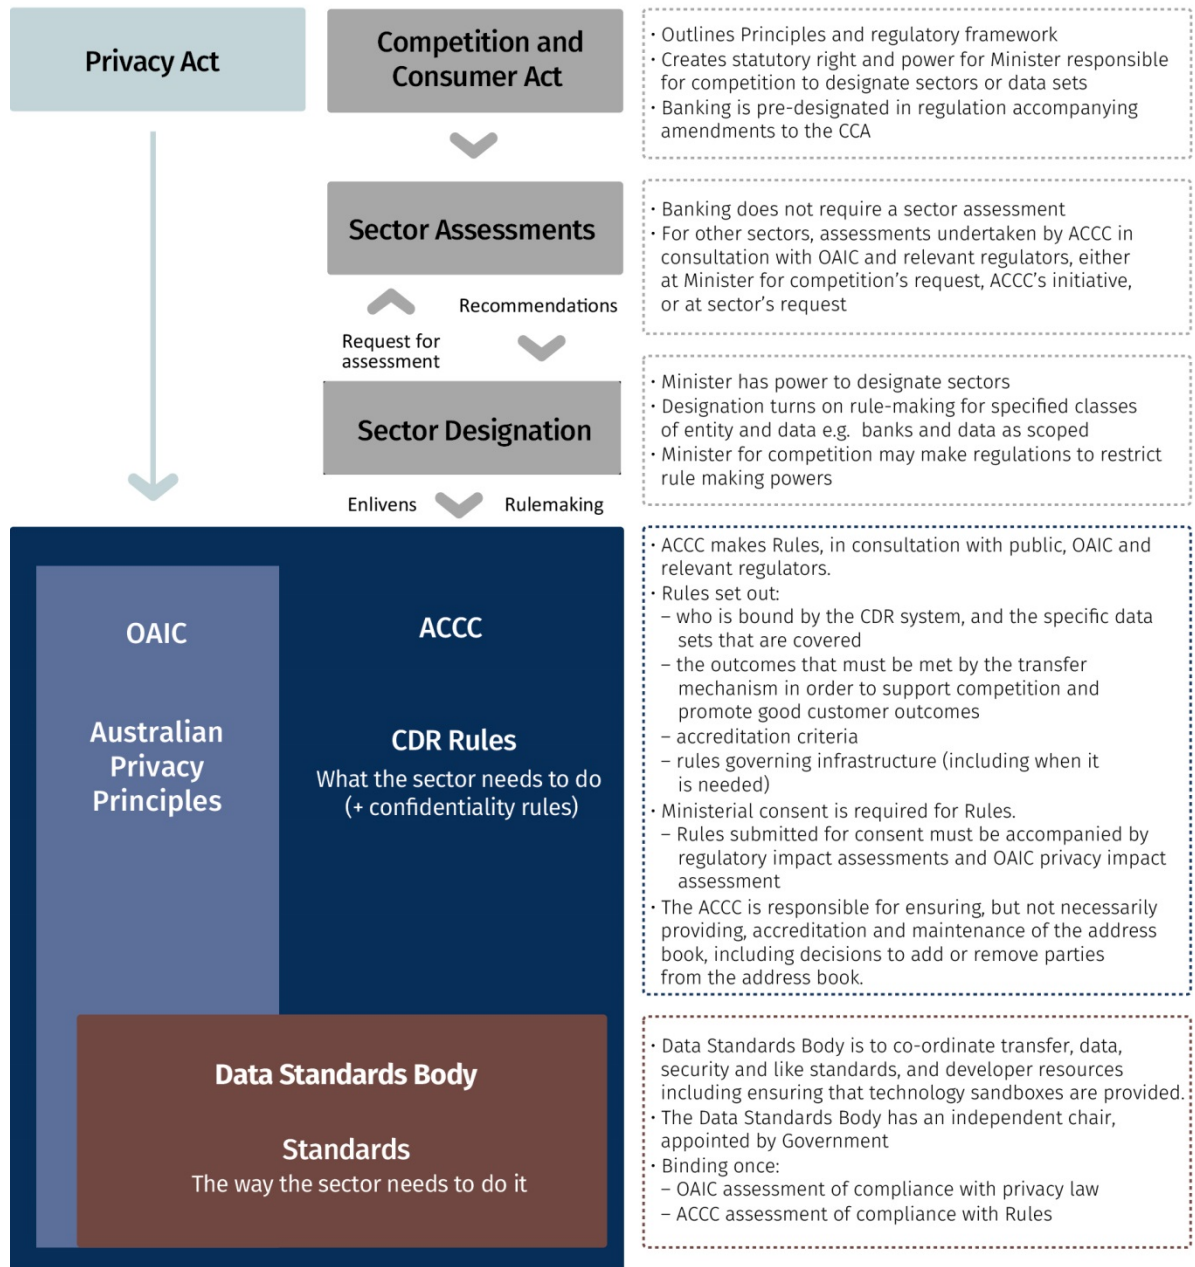 Privacy Act
Competition and
Consumer Act
· Outlines Principles and regulatory framework
· Creates statutory right and power for Minister responsible
for competition to designate sectors or data sets
· Banking is pre-designated in regulation accompanying
amendments to the CCA
Sector Assessments
· Banking does not require a sector assessment
· For other sectors, assessments undertaken by ACCC in
consultation with OAIC and relevant regulators, either
at Minister for competition’s request, ACCC’s initiative,
or at sector’s request
Recommendations
Request for
assessment
Sector Designation
· Minister has power to designate sectors
· Designation turns on rule-making for specified classes
of entity and data e.g. banks and data as scoped
· Minister for competition may make regulations to restrict
rule making powers
Enlivens
Rulemaking
OAIC
Australian
Privacy
Principles
ACCC
CDR Rules
What the sector needs to do
(+ confidentiality rules)
· ACCC makes Rules, in consultation with public, OAIC and
relevant regulators.
· Rules set out:
– who is bound by the CDR system, and the specific data
sets that are covered
– the outcomes that must be met by the transfer
mechanism in order to support competition and
promote good customer outcomes
– accreditation criteria
– rules governing infrastructure (including when it
is needed)
· Ministerial consent is required for Rules.
– Rules submitted for consent must be accompanied by
regulatory impact assessments and OAIC privacy impact
assessment
· The ACCC is responsible for ensuring, but not necessarily
providing, accreditation and maintenance of the address
book, including decisions to add or remove parties
from the address book.
Data Standards Body
Standards
The way the sector needs to do it
· Data Standards Body is to co-ordinate transfer, data,
security and like standards, and developer resources
including ensuring that technology sandboxes are provided.
· The Data Standards Body has an independent chair,
appointed by Government
· Binding once:
– OAIC assessment of compliance with privacy law
– ACCC assessment of compliance with Rules